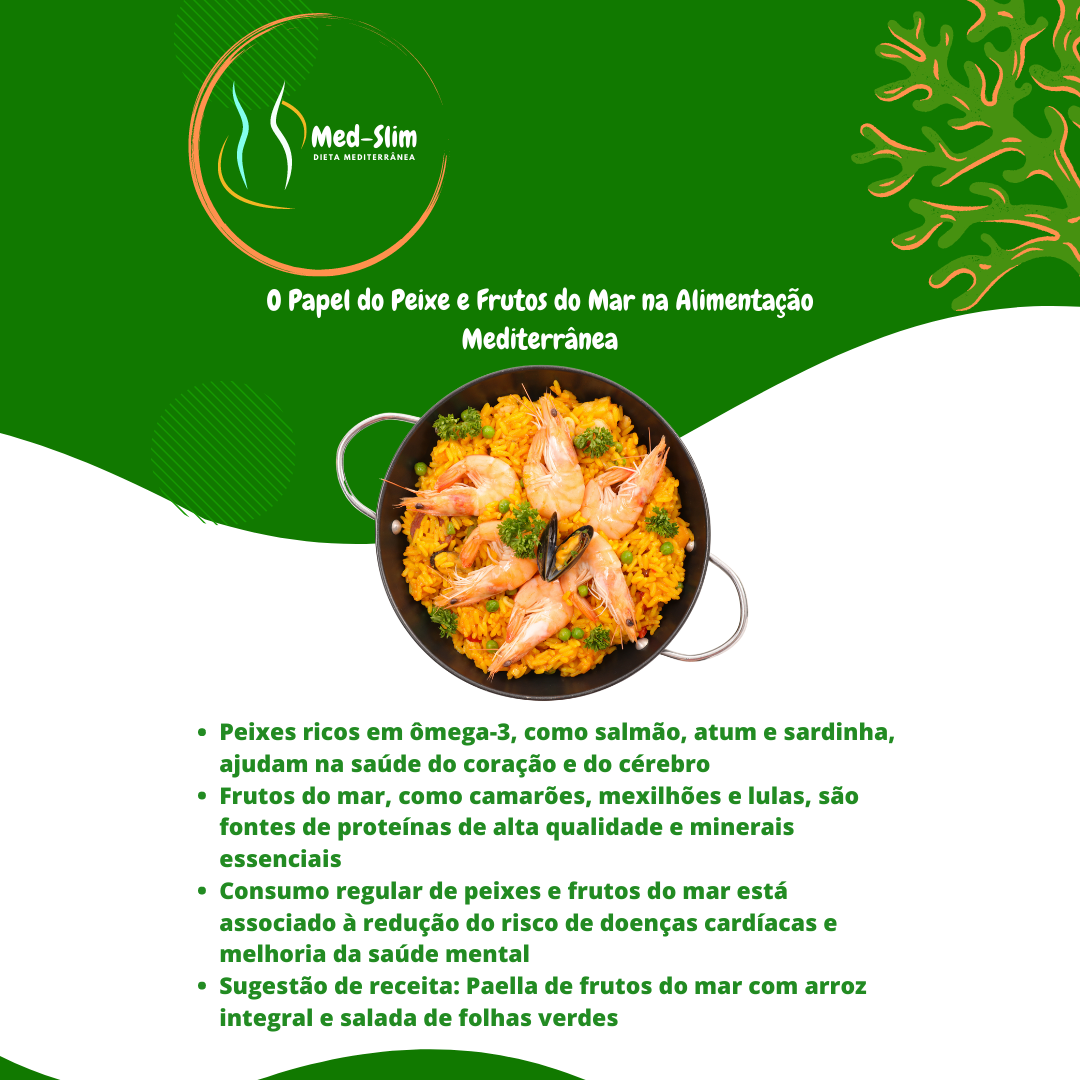 Med-Slim
DIETA MEDITERRÂNEA
O Papel do Peixe e Frutos do Mar na Alimentação
Mediterrânea
• Peixes ricos em ômega-3, como salmão, atum e sardinha,
ajudam na saúde do coração e do cérebro
• Frutos do mar, como camarões, mexilhões e lulas, são
fontes de proteínas de alta qualidade e minerais
essenciais
• Consumo regular de peixes e frutos do mar está
associado à redução do risco de doenças cardíacas e
melhoria da saúde mental
• Sugestão de receita: Paella de frutos do mar com arroz
integral e salada de folhas verdes